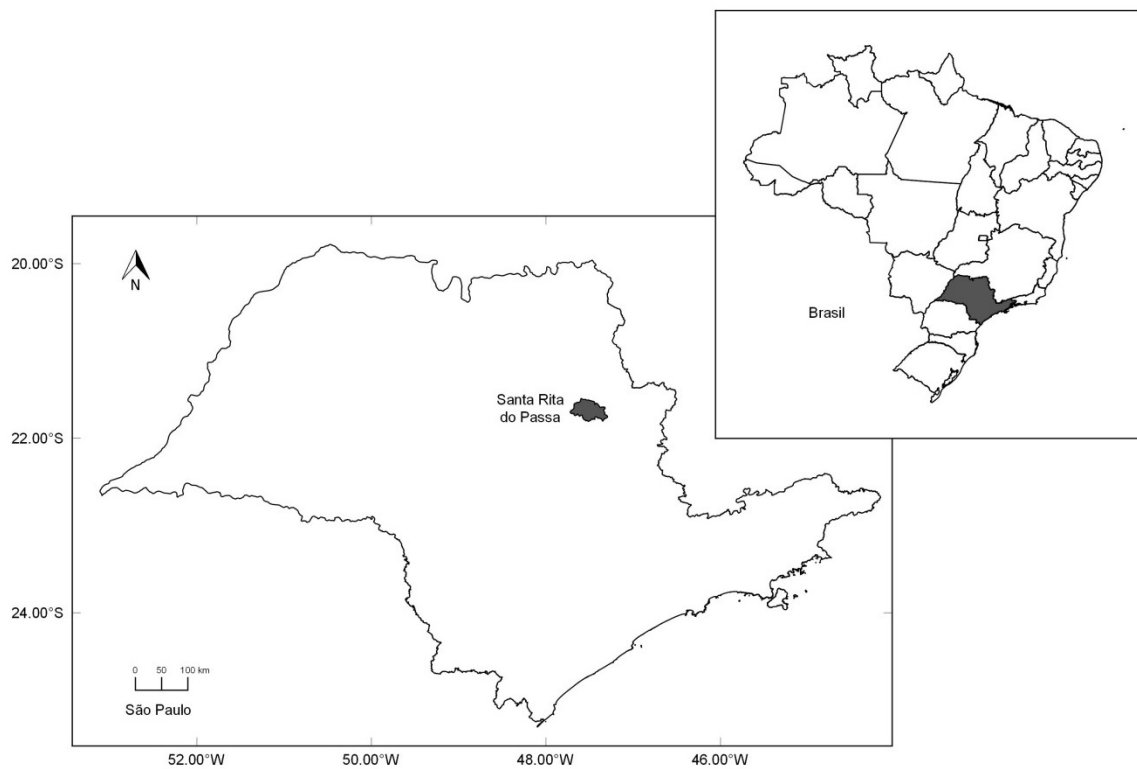 Brasil
20.00°S
N
Santa Rita
do Passa
22.00°S
24.00°S
0 50 100 km
São Paulo
52.00°W 50.00°W 48.00°W 46.00°W